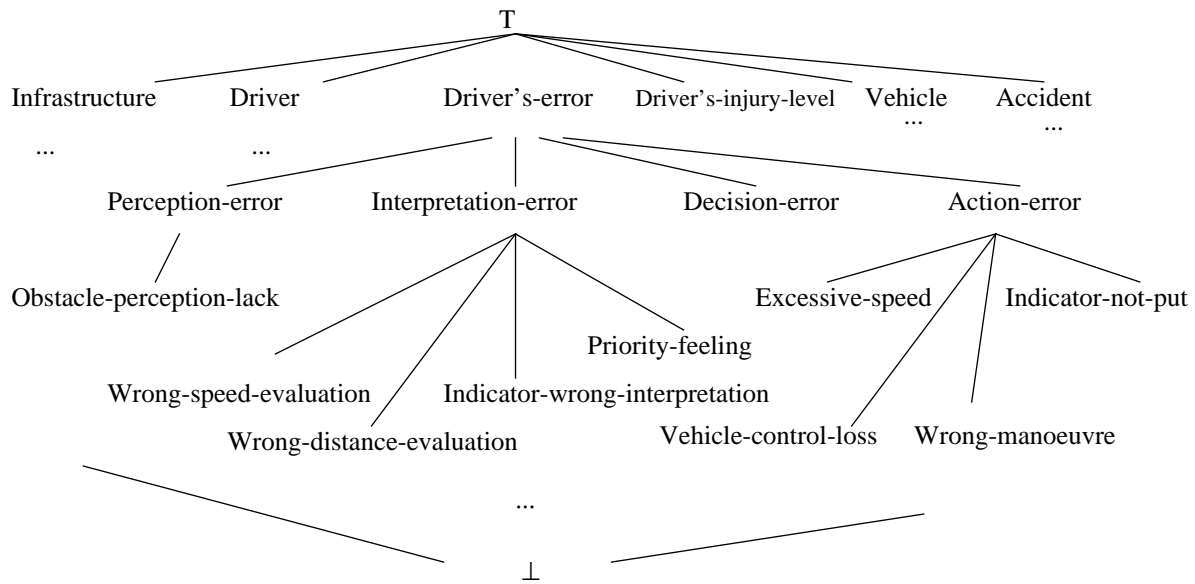 T
Infrastructure Driver Driver's-error Driver's-injury-level Vehicle Accident
... ... ... ...
Perception-error Interpretation-error Decision-error Action-error
Obstacle-perception-lack Excessive-speed Indicator-not-put
Priority-feeling
Wrong-speed-evaluation Indicator-wrong-interpretation
Wrong-distance-evaluation Vehicle-control-loss Wrong-manoeuvre
...
⊥